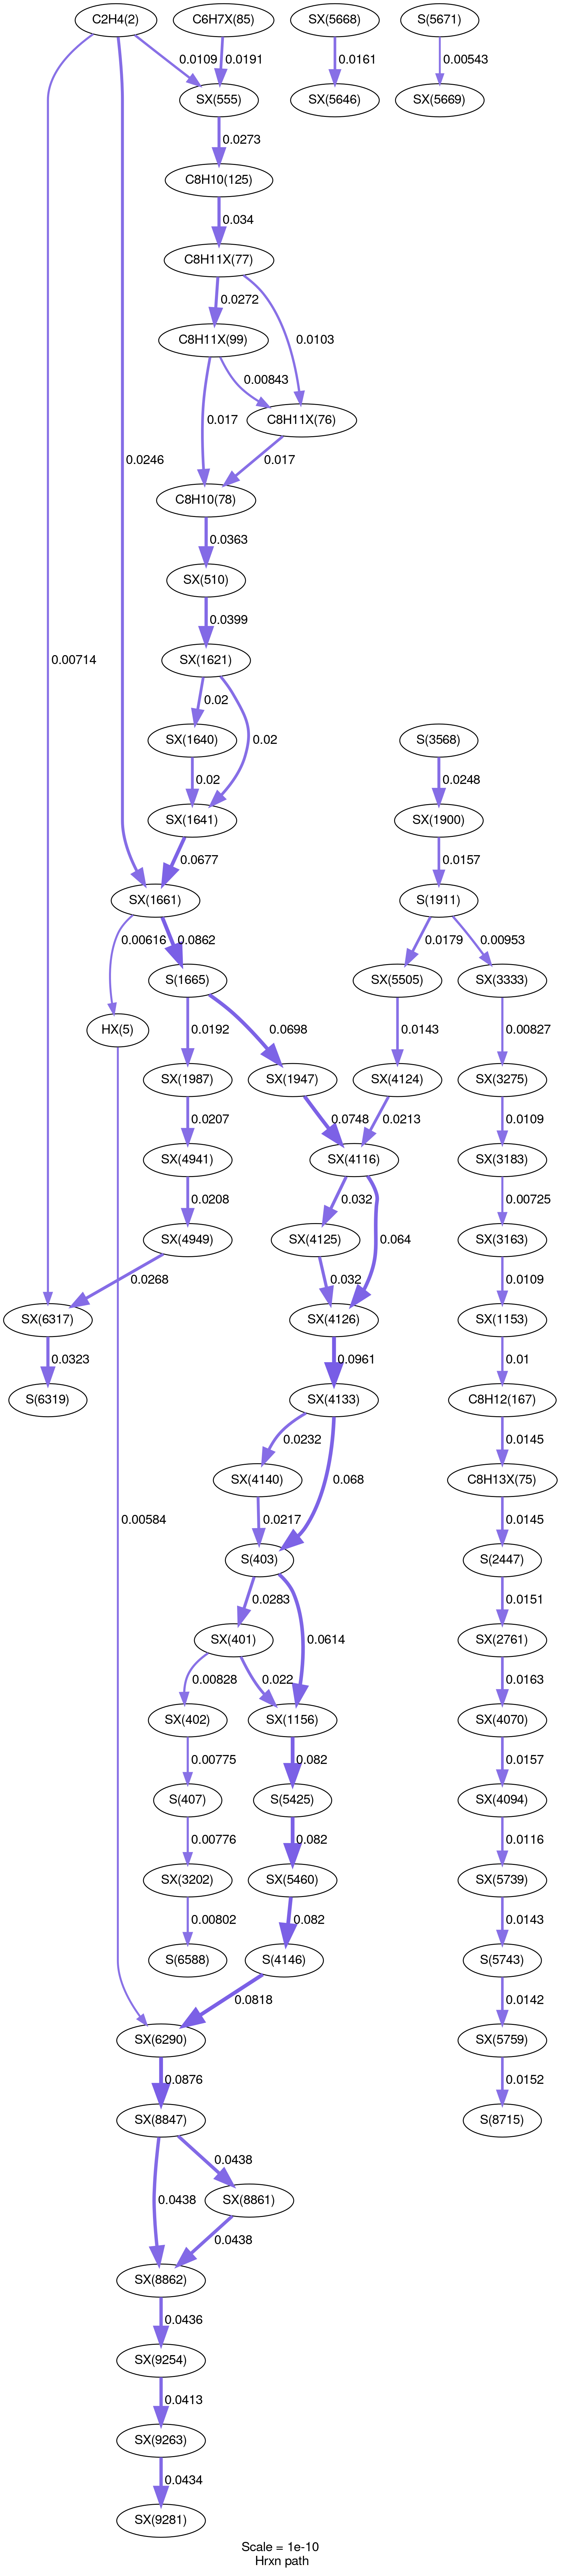 C2H4(2)
C6H7X(85)
SX(5668)
S(5671)
0.0109
0.0191
0.0161
0.00543
SX(555)
SX(5646)
SX(5669)
0.0273
C8H10(125)
0.034
C8H11X(77)
0.0272
0.0103
C8H11X(99)
0.00843
C8H11X(76)
0.017
0.017
0.0246
C8H10(78)
0.0363
SX(510)
0.0399
0.00714
SX(1621)
0.02
0.02
SX(1640)
S(3568)
0.02
0.0248
SX(1641)
SX(1900)
0.0677
0.0157
SX(1661)
S(1911)
0.00616
0.0862
0.0179
0.00953
S(1665)
SX(5505)
SX(3333)
HX(5)
0.0192
0.0698
0.0143
0.00827
SX(1987)
SX(1947)
SX(4124)
SX(3275)
0.0207
0.0748
0.0213
0.0109
SX(4941)
SX(4116)
SX(3183)
0.0208
0.032
0.064
0.00725
SX(4949)
SX(4125)
SX(3163)
0.0268
0.032
0.0109
SX(6317)
SX(4126)
SX(1153)
0.0323
0.0961
0.01
S(6319)
SX(4133)
C8H12(167)
0.0232
0.068
0.0145
SX(4140)
C8H13X(75)
0.00584
0.0217
0.0145
S(403)
S(2447)
0.0283
0.0614
0.0151
SX(401)
SX(2761)
0.00828
0.022
0.0163
SX(402)
SX(1156)
SX(4070)
0.00775
0.082
0.0157
S(407)
S(5425)
SX(4094)
0.00776
0.082
0.0116
SX(3202)
SX(5460)
SX(5739)
0.00802
0.082
0.0143
S(6588)
S(4146)
S(5743)
0.0818
0.0142
SX(6290)
SX(5759)
0.0876
0.0152
SX(8847)
S(8715)
0.0438
0.0438
SX(8861)
0.0438
SX(8862)
0.0436
SX(9254)
0.0413
SX(9263)
0.0434
SX(9281)
Scale = 1e-10
Hrxn path